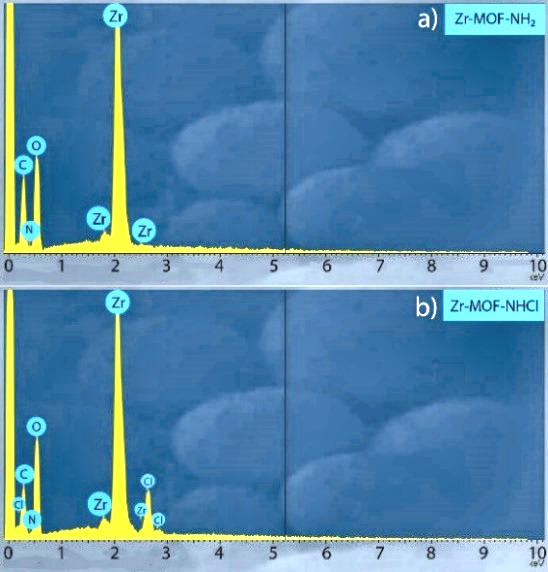 Zr
a) Zr-MOF-NH₂
O
C
N
Zr
Zr
0 1 2 3 4 5 6 7 8 9 10
keV
Zr
b) Zr-MOF-NHCl
O
C
Cl
N
Zr
Cl
Zr
Cl
0 1 2 3 4 5 6 7 8 9 10
keV